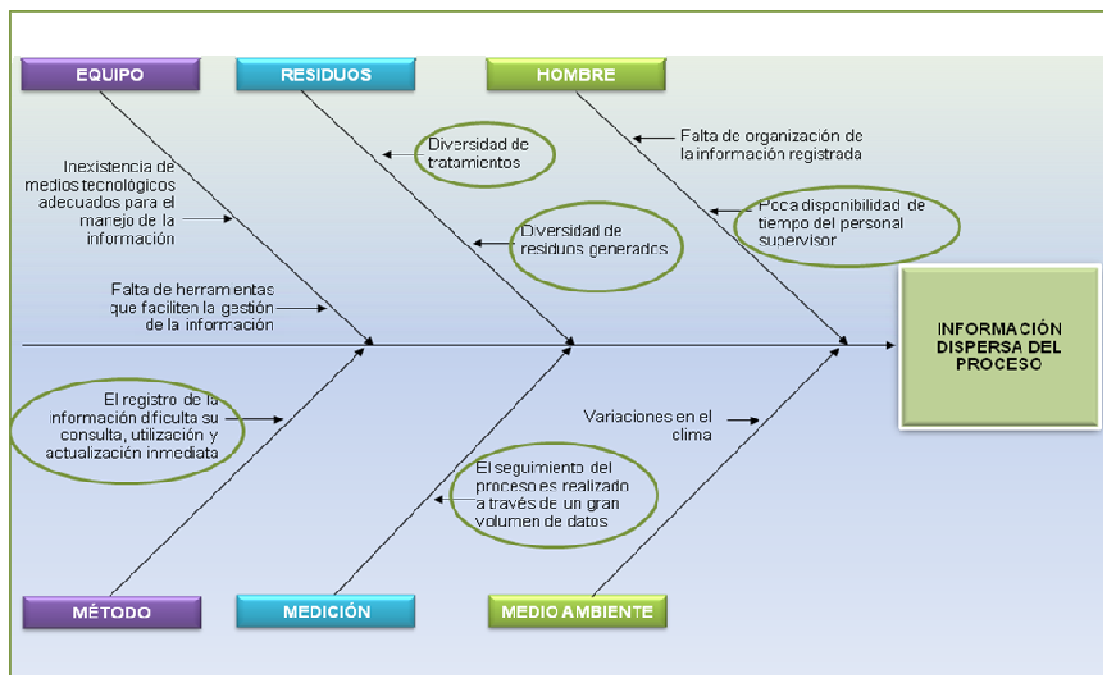 EQUIPO
RESIDUOS
HOMBRE
Inexistencia de
medios tecnológicos
adecuados para el
manejo de la
información
Falta de herramientas
que faciliten la gestión
de la información
Diversidad de
tratamientos
Diversidad de
residuos generados
Falta de organización de
la información registrada
Poca disponibilidad de
tiempo del personal
supervisor
INFORMACIÓN
DISPERSA DEL
PROCESO
El registro de la
información dificulta su
consulta, utilización y
actualización inmediata
El seguimiento del
proceso es realizado
a través de un gran
volumen de datos
Variaciones en el
clima
MÉTODO
MEDICIÓN
MEDIO AMBIENTE